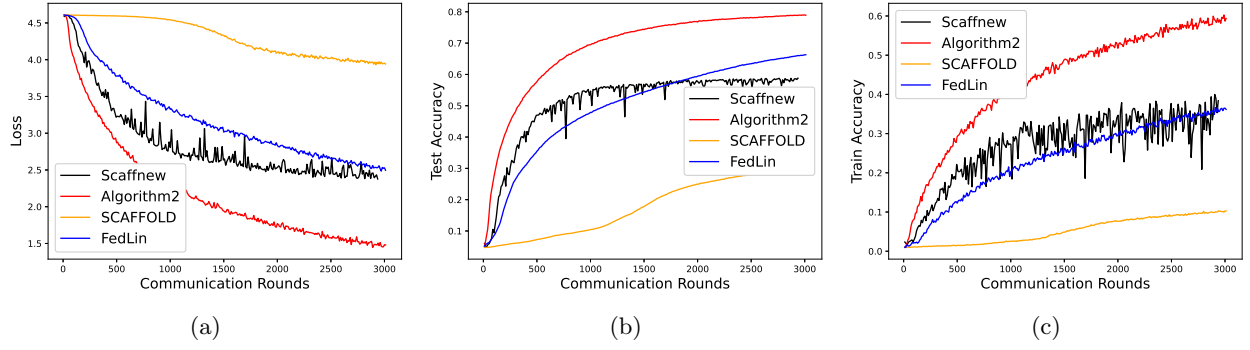 4.5
4.0
3.5
3.0
2.5
2.0
1.5
Loss
Scaffnew
Algorithm2
SCAFFOLD
FedLin
0
500
1000
1500
2000
2500
3000
Communication Rounds
(a)
0.8
0.7
0.6
0.5
0.4
0.3
0.2
0.1
Test Accuracy
Scaffnew
Algorithm2
SCAFFOLD
FedLin
0
500
1000
1500
2000
2500
3000
Communication Rounds
(b)
0.6
0.5
0.4
0.3
0.2
0.1
0.0
Train Accuracy
Scaffnew
Algorithm2
SCAFFOLD
FedLin
0
500
1000
1500
2000
2500
3000
Communication Rounds
(c)